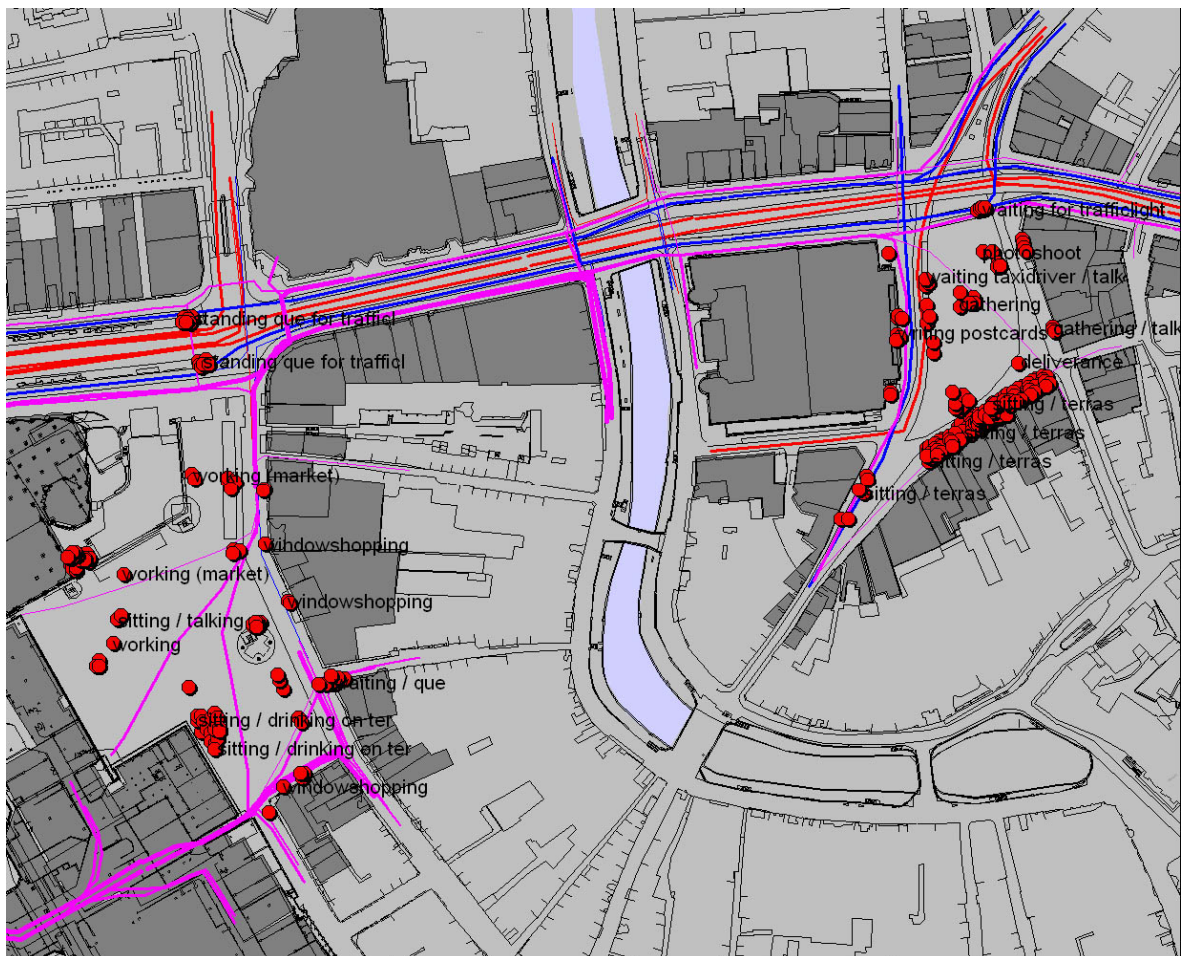 waiting for trafficlight
photoshoot
waiting taxidriver / talk
gathering
standing que for trafficl
writing postcards
gathering / talk
standing que for trafficl
deliverance
sitting / terras
sitting / terras
sitting / terras
working (market)
sitting / terras
windowshopping
working (market)
windowshopping
sitting / talking
working
waiting / que
sitting / drinking on ter
sitting / drinking on ter
windowshopping